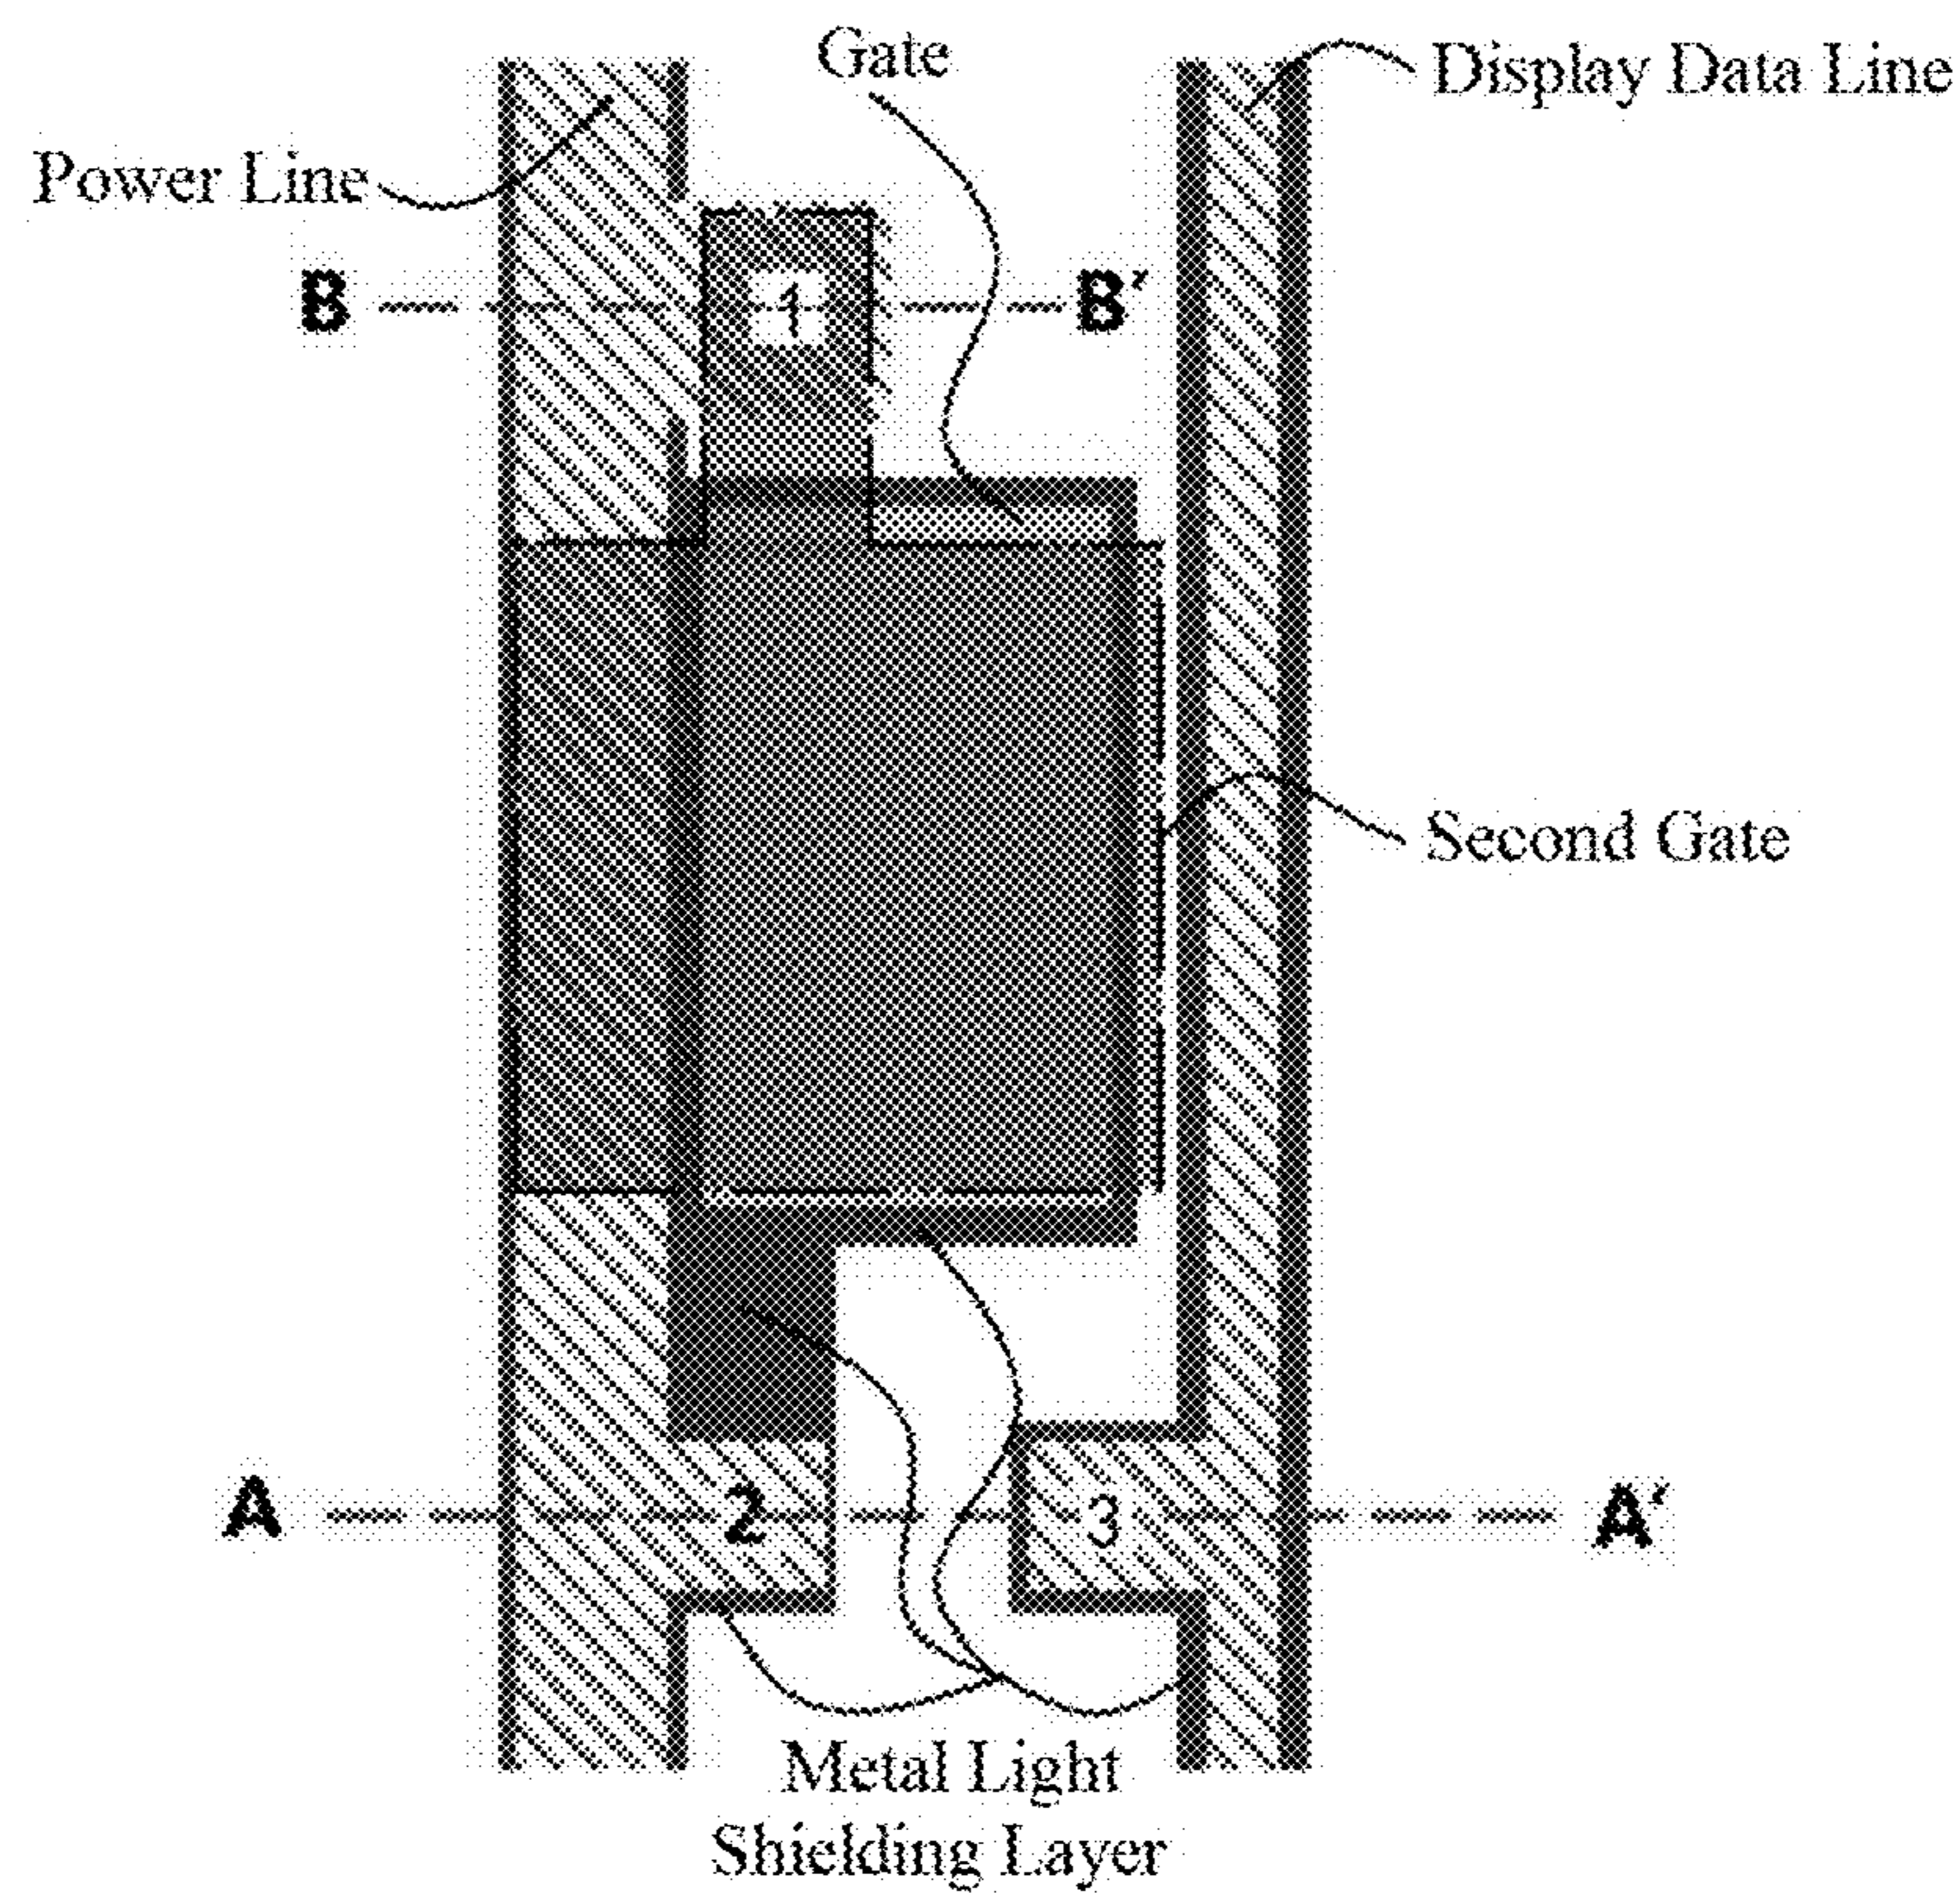 Gate
Display Data Line
Power Line
B
1
B′
Second Gate
A
2
3
A′
Metal Light
Shielding Layer